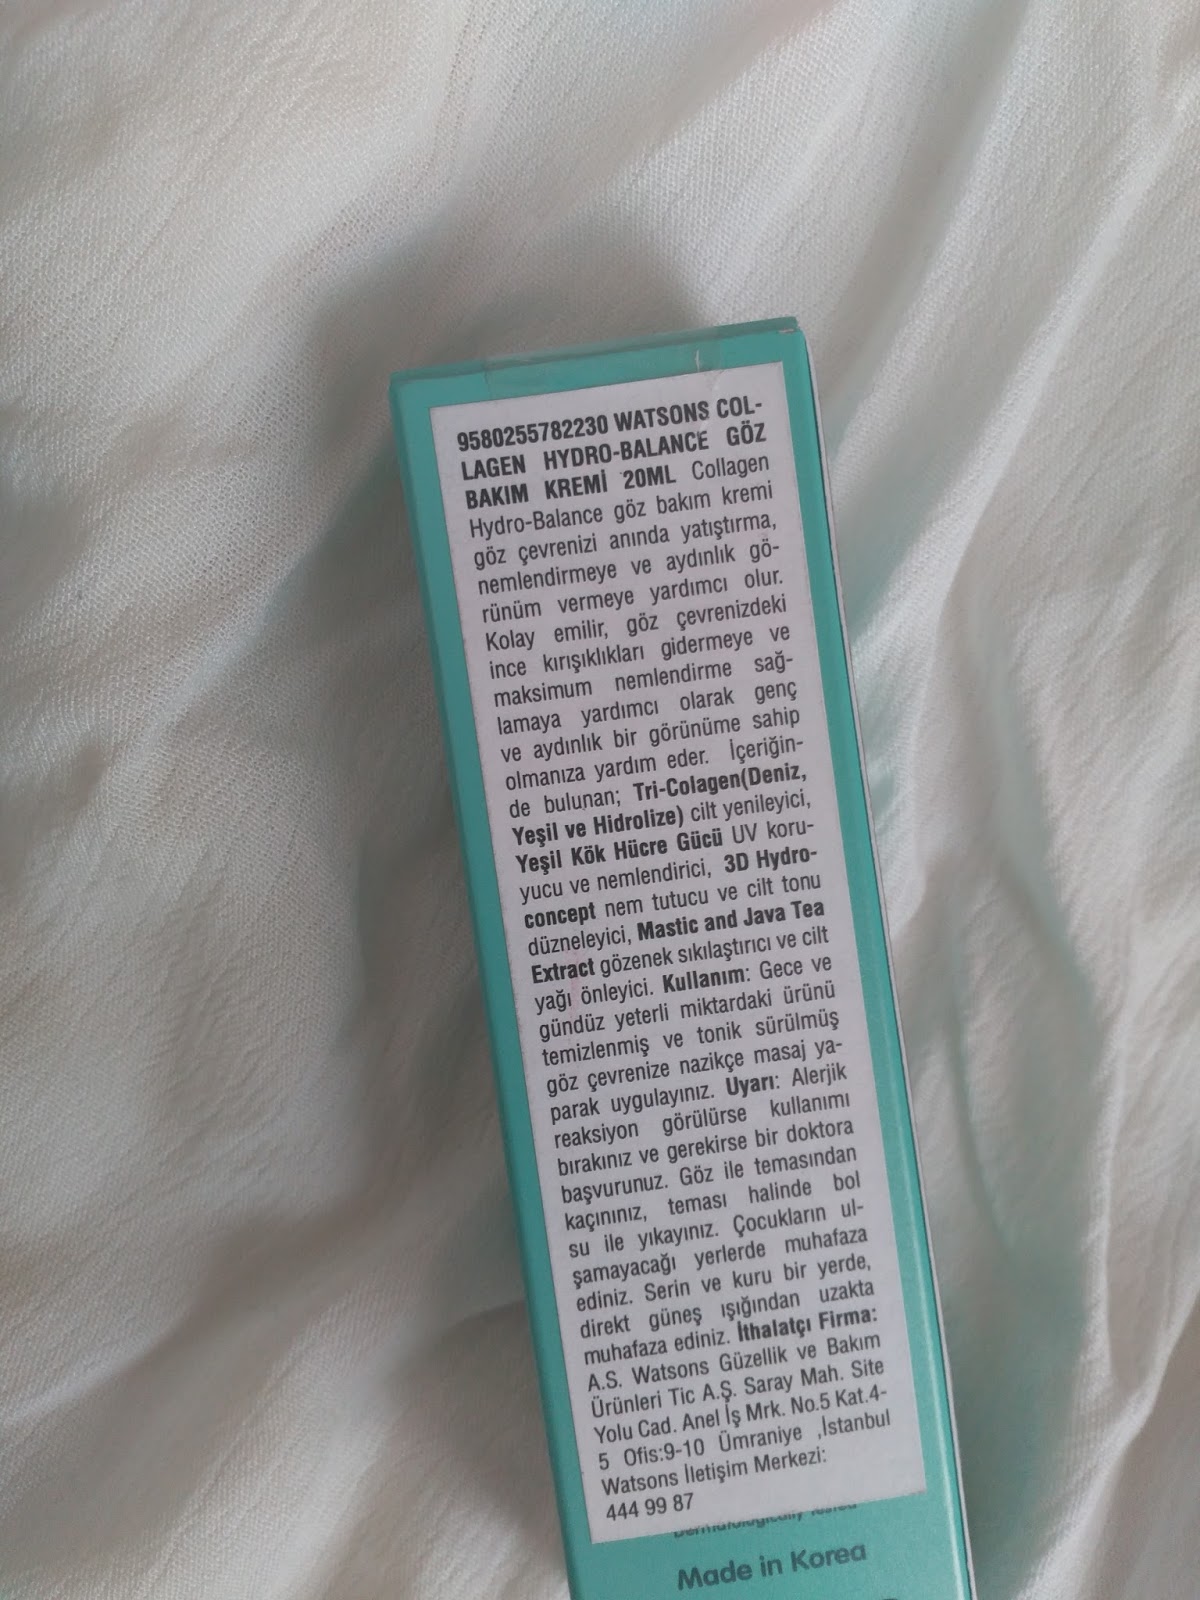 9580255782230 WATSONS COL-
LAGEN HYDRO-BALANCE GÖZ
BAKIM KREMİ 20ML Collagen
Hydro-Balance göz bakım kremi
göz çevrenizi anında yatıştırma,
nemlendirmeye ve aydınlık gö-
rünüm vermeye yardımcı olur.
Kolay emilir, göz çevrenizdeki
ince kırışıklıkları gidermeye ve
maksimum nemlendirme sağ-
lamaya yardımcı olarak genç
ve aydınlık bir görünüme sahip
olmanıza yardım eder. İçeriğin-
de bulunan; Tri-Colagen(Deniz,
Yeşil ve Hidrolize) cilt yenileyici,
Yeşil Kök Hücre Gücü UV koru-
yucu ve nemlendirici, 3D Hydro-
concept nem tutucu ve cilt tonu
düzneleyici, Mastic and Java Tea
Extract gözenek sıkılaştırıcı ve cilt
yağı önleyici. Kullanım: Gece ve
gündüz yeterli miktardaki ürünü
temizlenmiş ve tonik sürülmüş
göz çevrenize nazikçe masaj ya-
parak uygulayınız. Uyarı: Alerjik
reaksiyon görülürse kullanımı
bırakınız ve gerekirse bir doktora
başvurunuz. Göz ile temasından
kaçınınız, teması halinde bol
su ile yıkayınız. Çocukların ul-
şamayacağı yerlerde muhafaza
ediniz. Serin ve kuru bir yerde,
direkt güneş ışığından uzakta
muhafaza ediniz. İthalatçı Firma:
A.S. Watsons Güzellik ve Bakım
Ürünleri Tic A.Ş. Saray Mah. Site
Yolu Cad. Anel İş Mrk. No.5 Kat.4-
5 Ofis:9-10 Ümraniye ,İstanbul
Watsons İletişim Merkezi:
444 99 87
Dermatologically Tested
Made in Korea